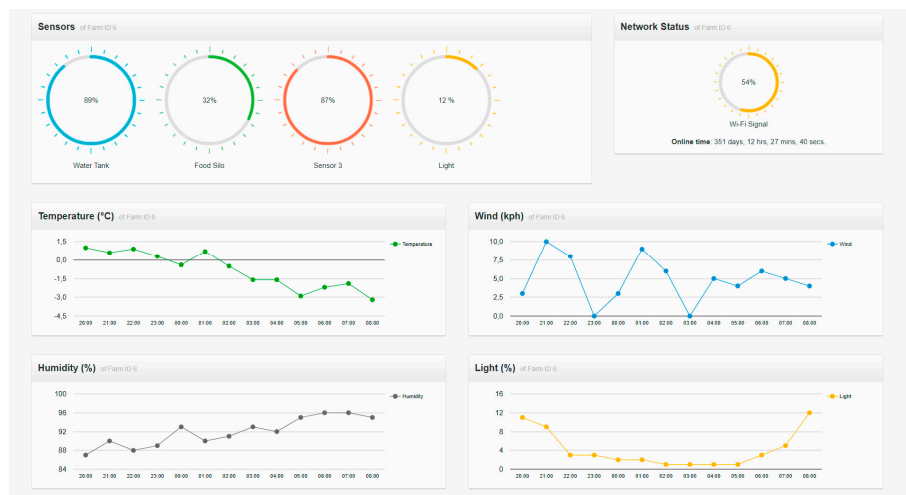 Sensors of Farm ID 6
89%
32%
87%
12 %
Water Tank
Food Silo
Sensor 3
Light
Network Status of Farm ID 6
54%
Wi-Fi Signal
Online time: 351 days, 12 hrs, 27 mins, 40 secs.
Temperature (°C) of Farm ID 6
1,5
0,0
-1,5
-3,0
-4,5
20:00 21:00 22:00 23:00 00:00 01:00 02:00 03:00 04:00 05:00 06:00 07:00 08:00
Temperature
Wind (kph) of Farm ID 6
10,0
7,5
5,0
2,5
0,0
20:00 21:00 22:00 23:00 00:00 01:00 02:00 03:00 04:00 05:00 06:00 07:00 08:00
Wind
Humidity (%) of Farm ID 6
100
96
92
88
84
20:00 21:00 22:00 23:00 00:00 01:00 02:00 03:00 04:00 05:00 06:00 07:00 08:00
Humidity
Light (%) of Farm ID 6
16
12
8
4
0
20:00 21:00 22:00 23:00 00:00 01:00 02:00 03:00 04:00 05:00 06:00 07:00 08:00
Light